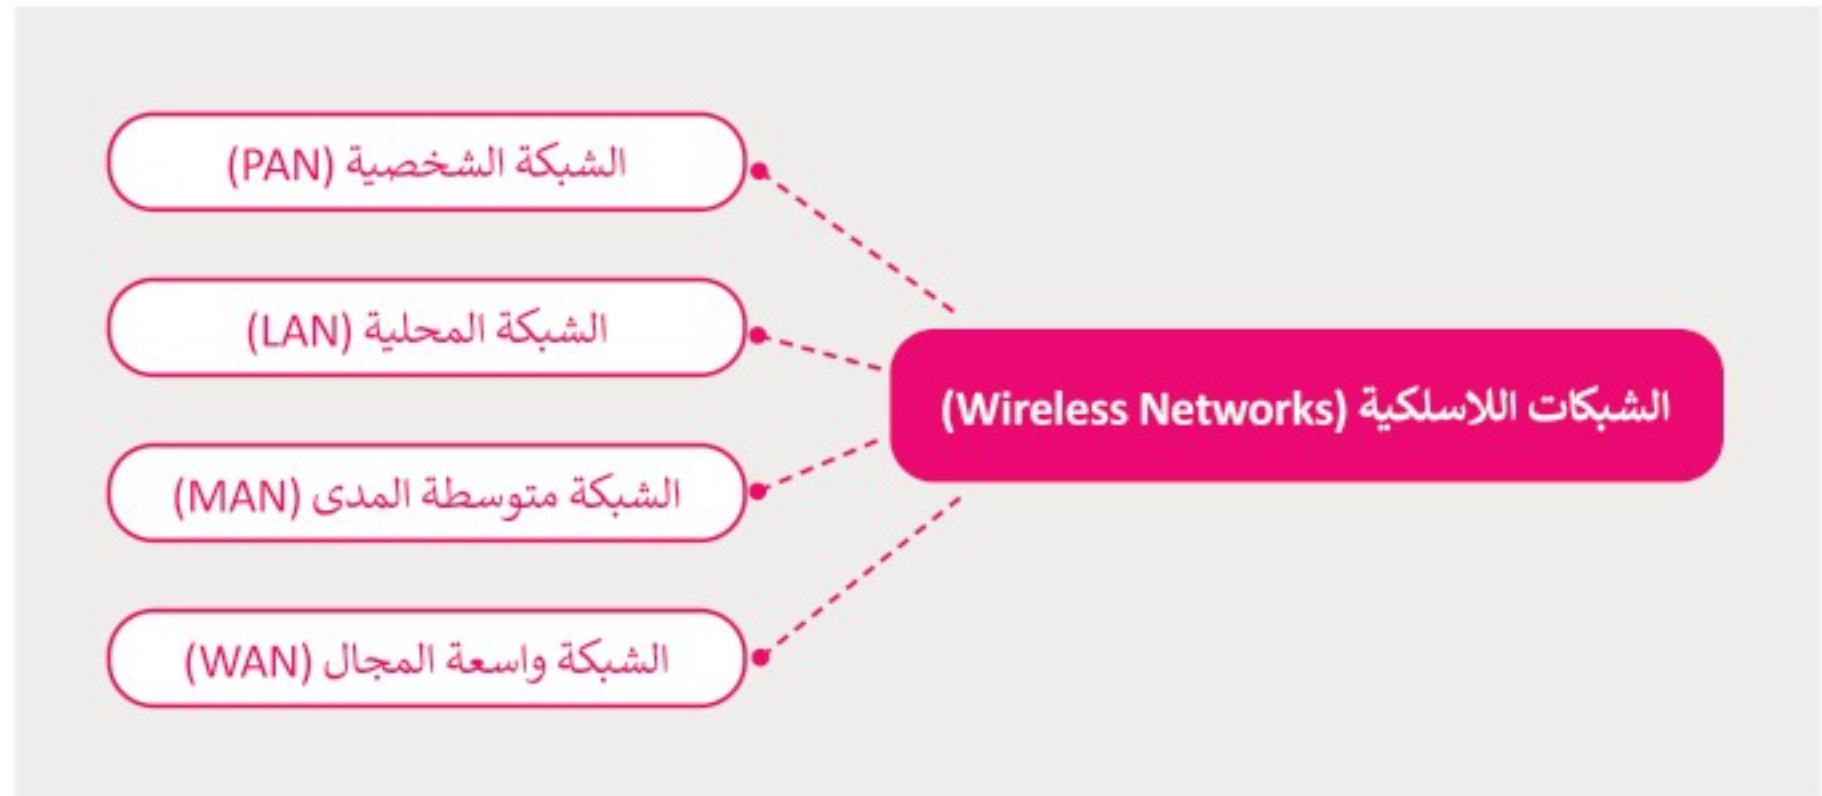 الشبكات اللاسلكية (Wireless Networks)
الشبكة الشخصية (PAN)
الشبكة المحلية (LAN)
الشبكة متوسطة المدى (MAN)
الشبكة واسعة المجال (WAN)